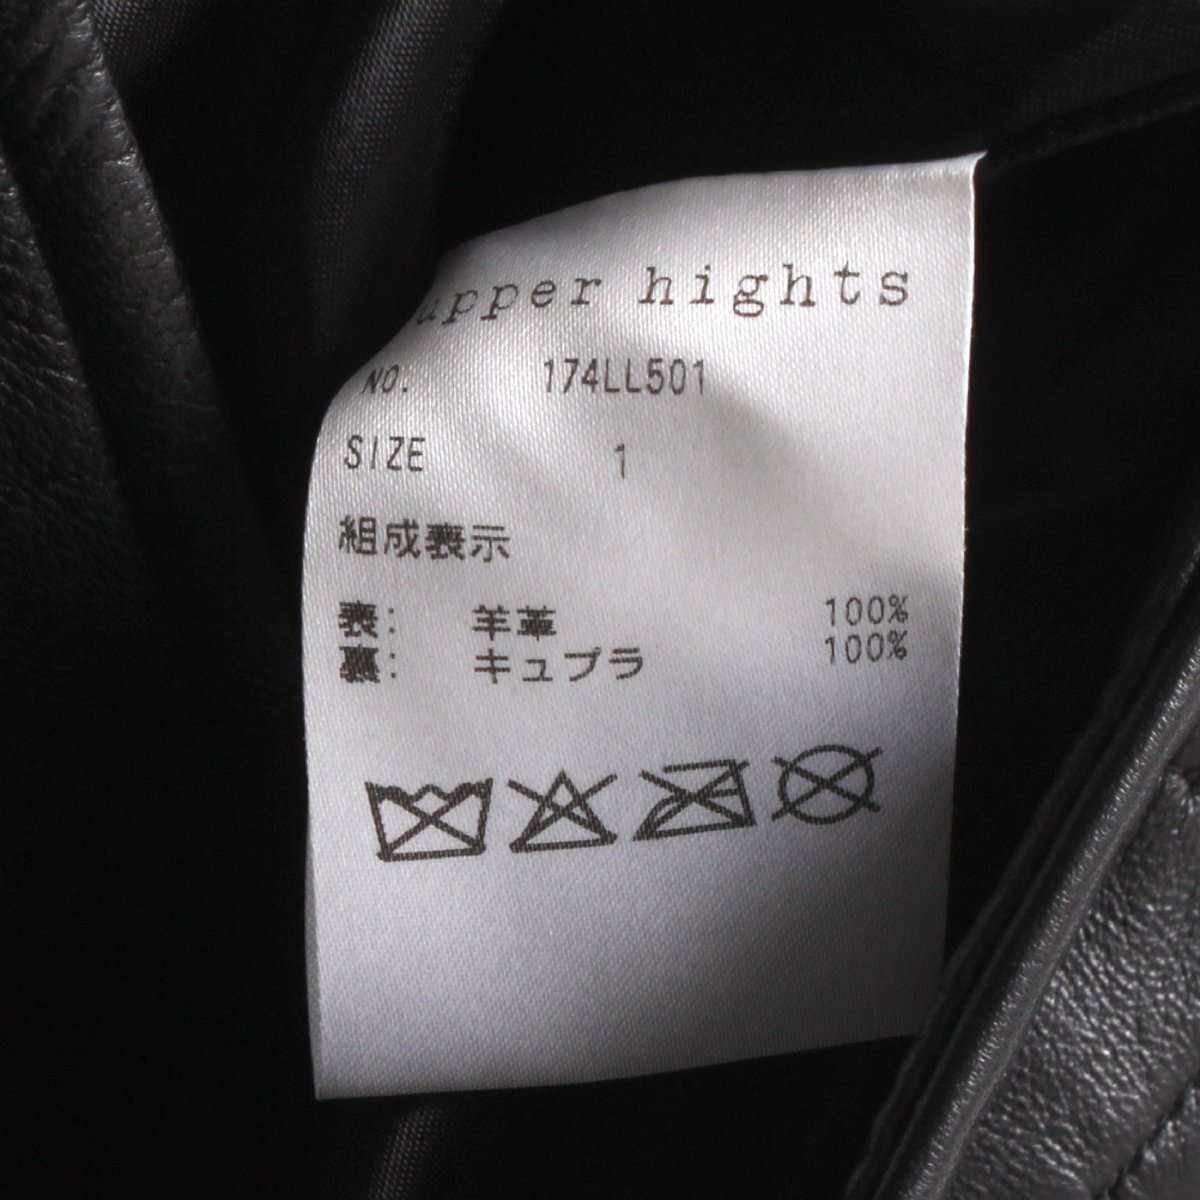 upper hights
NO. 174LL501
SIZE 1
組成表示
表: 羊革 100%
裏: キュプラ 100%